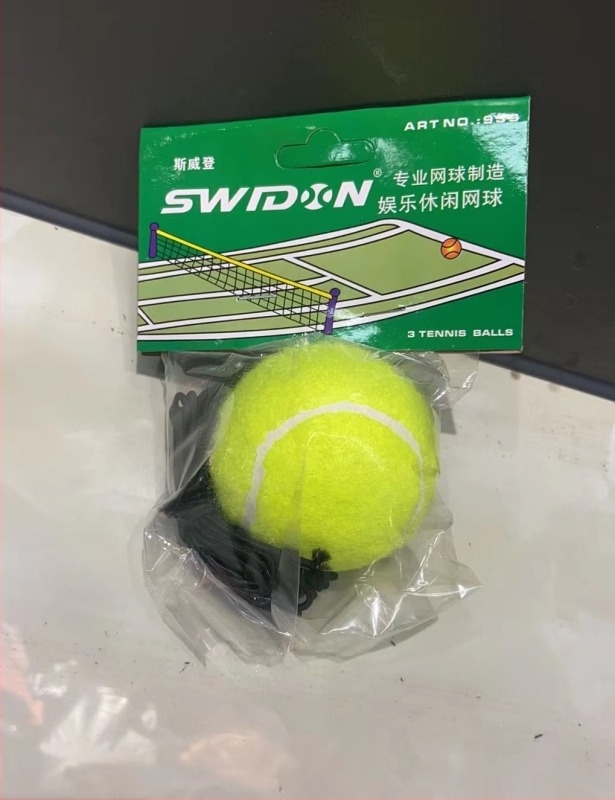 ART NO.:939
斯威登
SWIDON®
专业网球制造
娱乐休闲网球
3 TENNIS BALLS